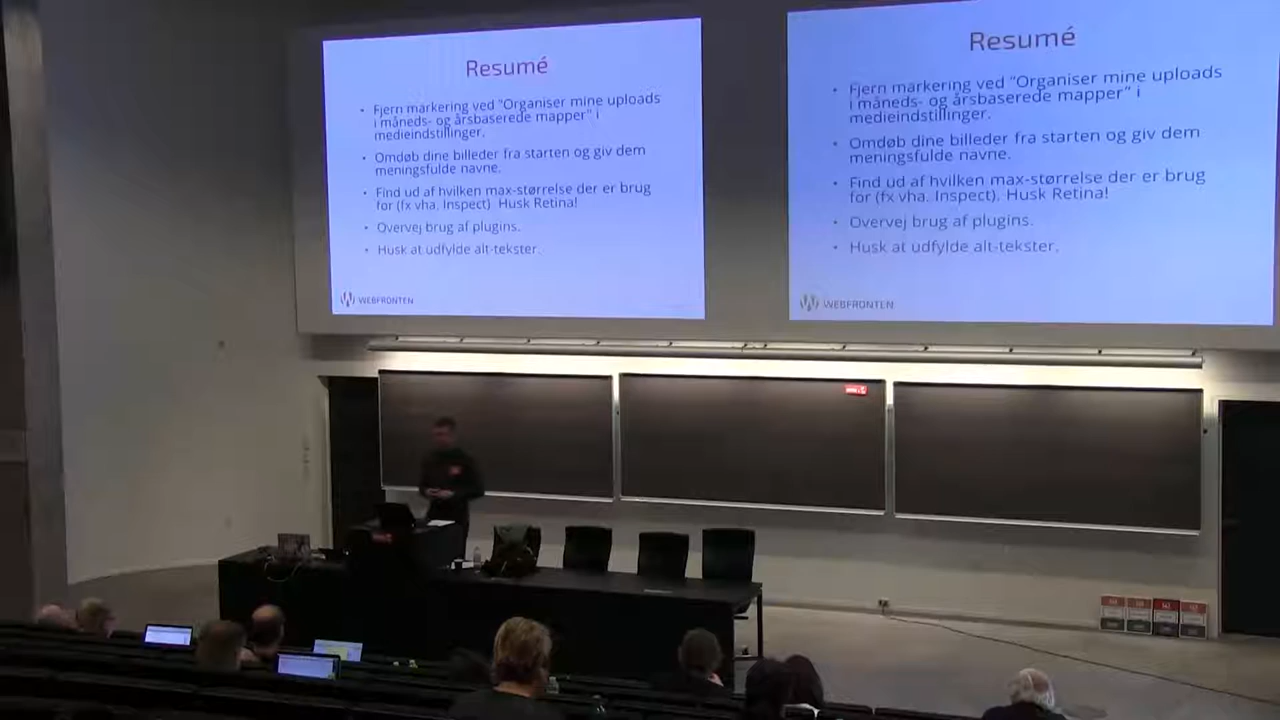 Resumé
• Fjern markering ved "Organiser mine uploads
i måneds- og årsbaserede mapper" i
medieindstillinger.
• Omdøb dine billeder fra starten og giv dem
meningsfulde navne.
• Find ud af hvilken max-størrelse der er brug
for (fx vha. Inspect). Husk Retina!
• Overvej brug af plugins.
• Husk at udfylde alt-tekster.
WEBFRONTEN
Resumé
• Fjern markering ved "Organiser mine uploads
i måneds- og årsbaserede mapper" i
medieindstillinger.
• Omdøb dine billeder fra starten og giv dem
meningsfulde navne.
• Find ud af hvilken max-størrelse der er brug
for (fx vha. Inspect). Husk Retina!
• Overvej brug af plugins.
• Husk at udfylde alt-tekster.
WEBFRONTEN